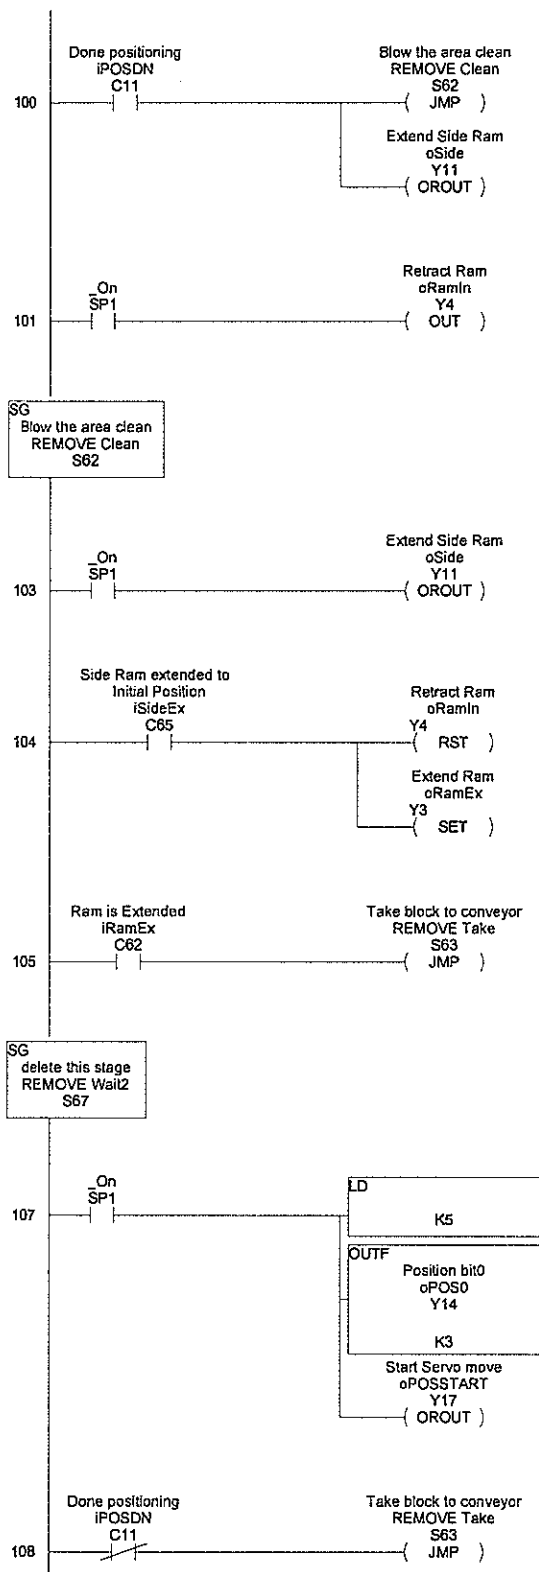 Done positioning
iPOSDN
C11
Blow the area clean
REMOVE Clean
S62
100
JMP
Extend Side Ram
oSide
Y11
OROUT
_On
SP1
Retract Ram
oRamIn
Y4
101
OUT
SG
Blow the area clean
REMOVE Clean
S62
_On
SP1
Extend Side Ram
oSide
Y11
103
OROUT
Side Ram extended to
Initial Position
iSideEx
C65
Retract Ram
oRamIn
Y4
104
RST
Extend Ram
oRamEx
Y3
SET
Ram is Extended
iRamEx
C62
Take block to conveyor
REMOVE Take
S63
105
JMP
SG
delete this stage
REMOVE Wait2
S67
_On
SP1
107
LD
K5
OUTF
Position bit0
oPOS0
Y14
K3
Start Servo move
oPOSSTART
Y17
OROUT
Done positioning
iPOSDN
C11
Take block to conveyor
REMOVE Take
S63
108
JMP